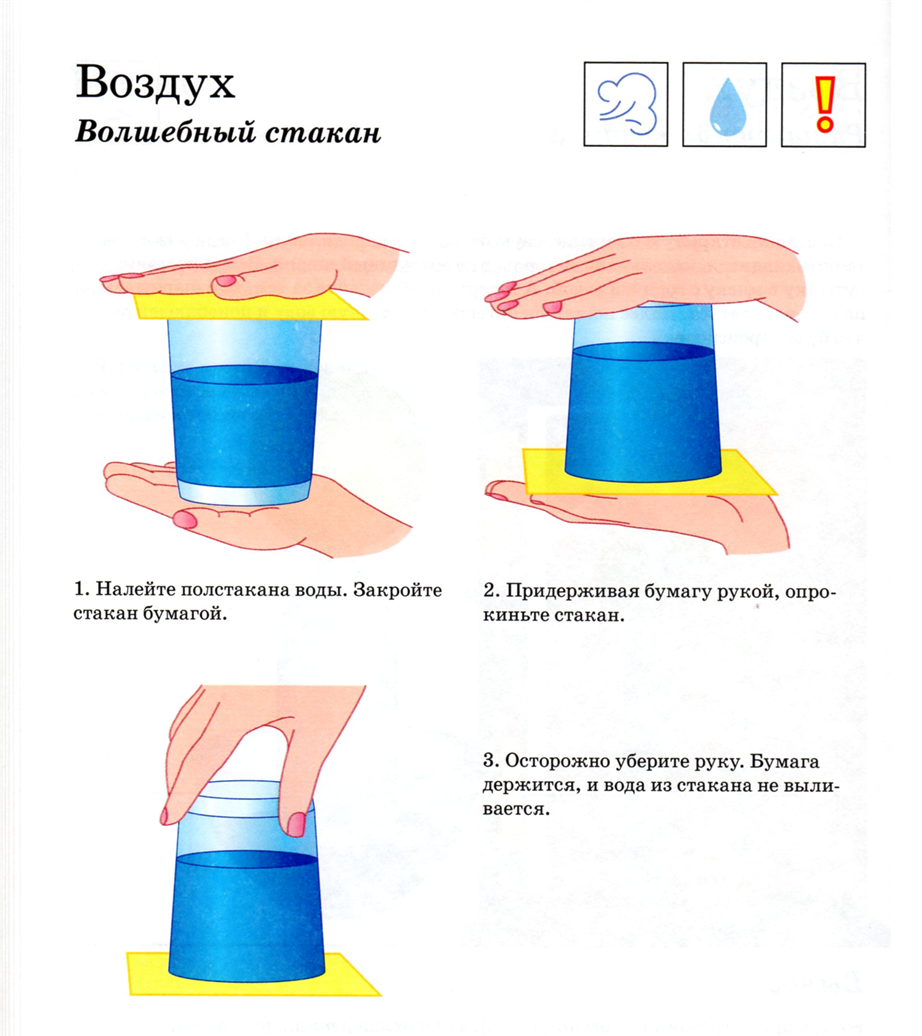 Воздух
Волшебный стакан
1. Налейте полстакана воды. Закройте
стакан бумагой.
2. Придерживая бумагу рукой, опро-
киньте стакан.
3. Осторожно уберите руку. Бумага
держится, и вода из стакана не выли-
вается.